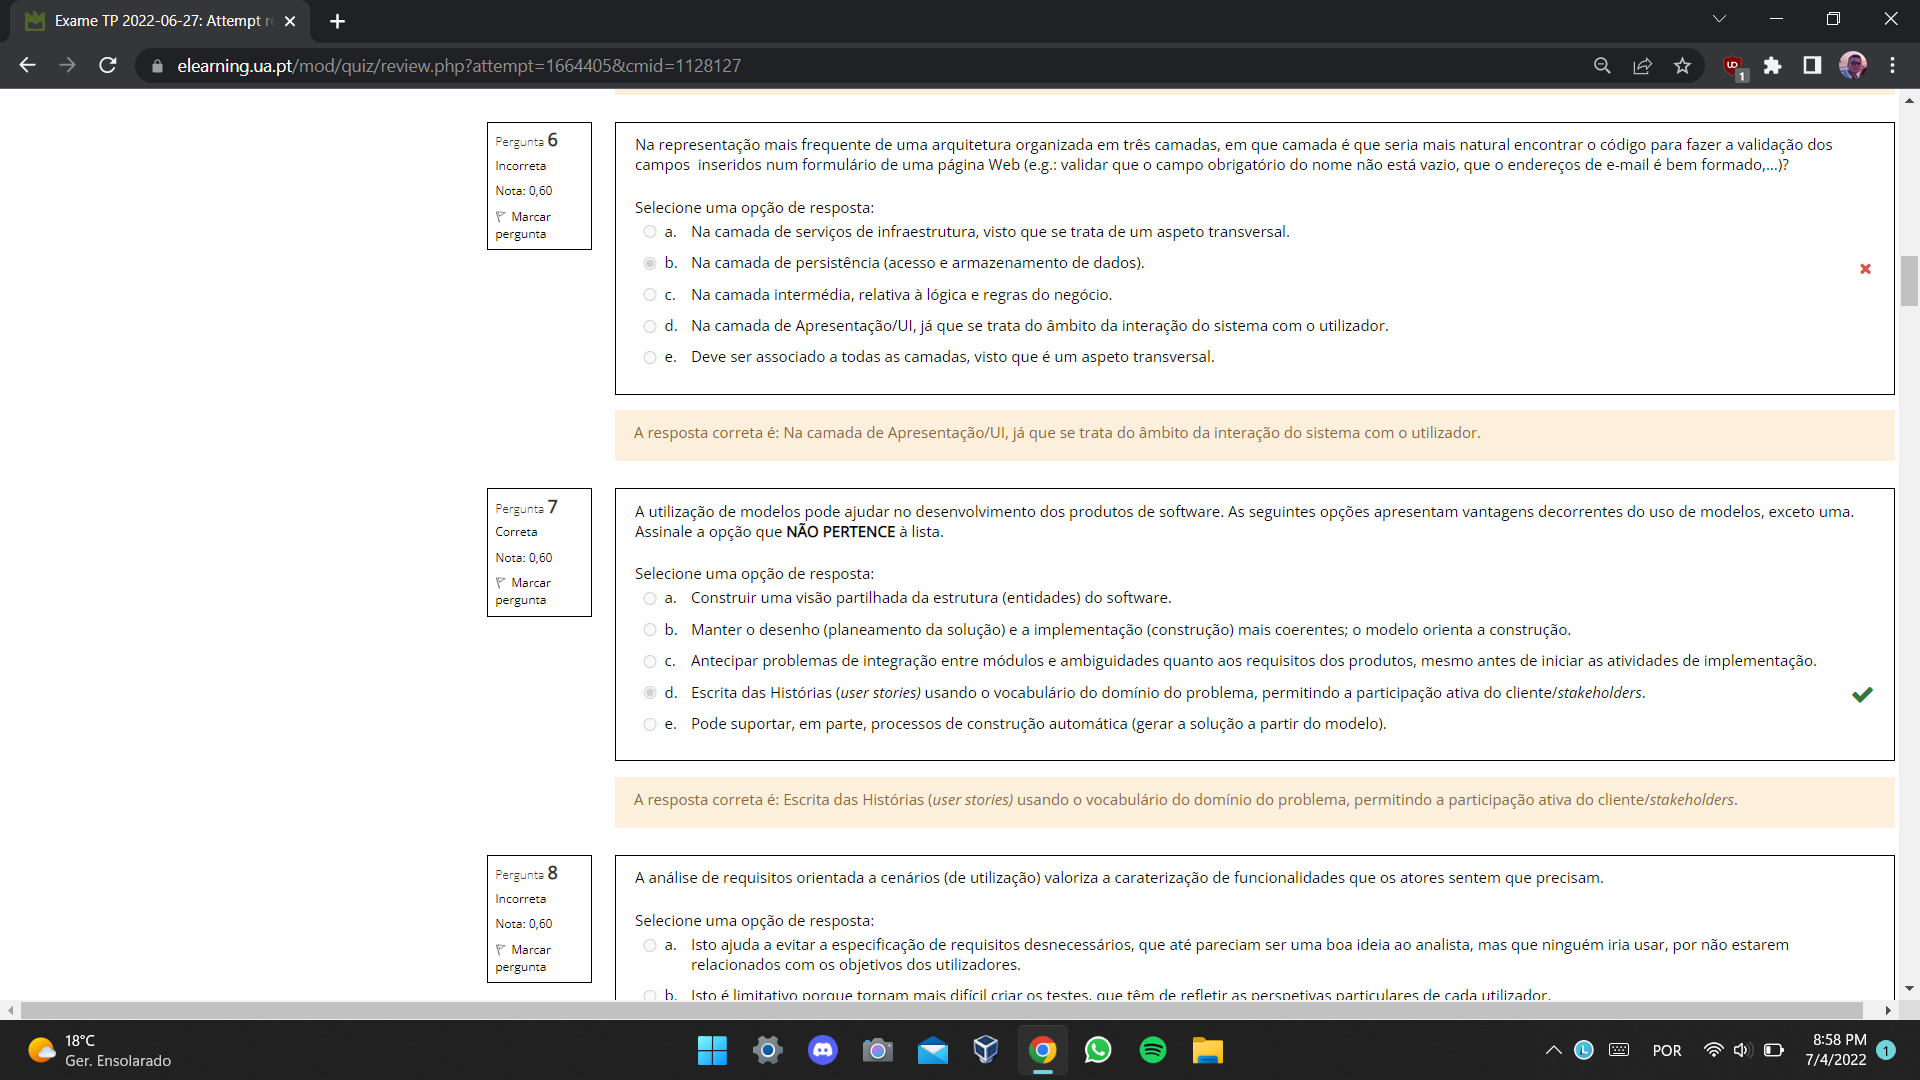 Exame TP 2022-06-27: Attempt r
elearning.ua.pt/mod/quiz/review.php?attempt=1664405&cmid=1128127
1
Pergunta 6
Incorreta
Nota: 0,60
Marcar
pergunta
Na representação mais frequente de uma arquitetura organizada em três camadas, em que camada é que seria mais natural encontrar o código para fazer a validação dos
campos inseridos num formulário de uma página Web (e.g.: validar que o campo obrigatório do nome não está vazio, que o endereços de e-mail é bem formado,...)?
Selecione uma opção de resposta:
a. Na camada de serviços de infraestrutura, visto que se trata de um aspeto transversal.
b. Na camada de persistência (acesso e armazenamento de dados).
c. Na camada intermédia, relativa à lógica e regras do negócio.
d. Na camada de Apresentação/UI, já que se trata do âmbito da interação do sistema com o utilizador.
e. Deve ser associado a todas as camadas, visto que é um aspeto transversal.
A resposta correta é: Na camada de Apresentação/UI, já que se trata do âmbito da interação do sistema com o utilizador.
Pergunta 7
Correta
Nota: 0,60
Marcar
pergunta
A utilização de modelos pode ajudar no desenvolvimento dos produtos de software. As seguintes opções apresentam vantagens decorrentes do uso de modelos, exceto uma.
Assinale a opção que NÃO PERTENCE à lista.
Selecione uma opção de resposta:
a. Construir uma visão partilhada da estrutura (entidades) do software.
b. Manter o desenho (planeamento da solução) e a implementação (construção) mais coerentes; o modelo orienta a construção.
c. Antecipar problemas de integração entre módulos e ambiguidades quanto aos requisitos dos produtos, mesmo antes de iniciar as atividades de implementação.
d. Escrita das Histórias (user stories) usando o vocabulário do domínio do problema, permitindo a participação ativa do cliente/stakeholders.
e. Pode suportar, em parte, processos de construção automática (gerar a solução a partir do modelo).
A resposta correta é: Escrita das Histórias (user stories) usando o vocabulário do domínio do problema, permitindo a participação ativa do cliente/stakeholders.
Pergunta 8
Incorreta
Nota: 0,60
Marcar
pergunta
A análise de requisitos orientada a cenários (de utilização) valoriza a caraterização de funcionalidades que os atores sentem que precisam.
Selecione uma opção de resposta:
a. Isto ajuda a evitar a especificação de requisitos desnecessários, que até pareciam ser uma boa ideia ao analista, mas que ninguém iria usar, por não estarem
relacionados com os objetivos dos utilizadores.
b. Isto é limitativo porque tornam mais difícil criar os testes, que têm de refletir as perspetivas particulares de cada utilizador.
18°C
Ger. Ensolarado
L
POR
8:58 PM
7/4/2022
1